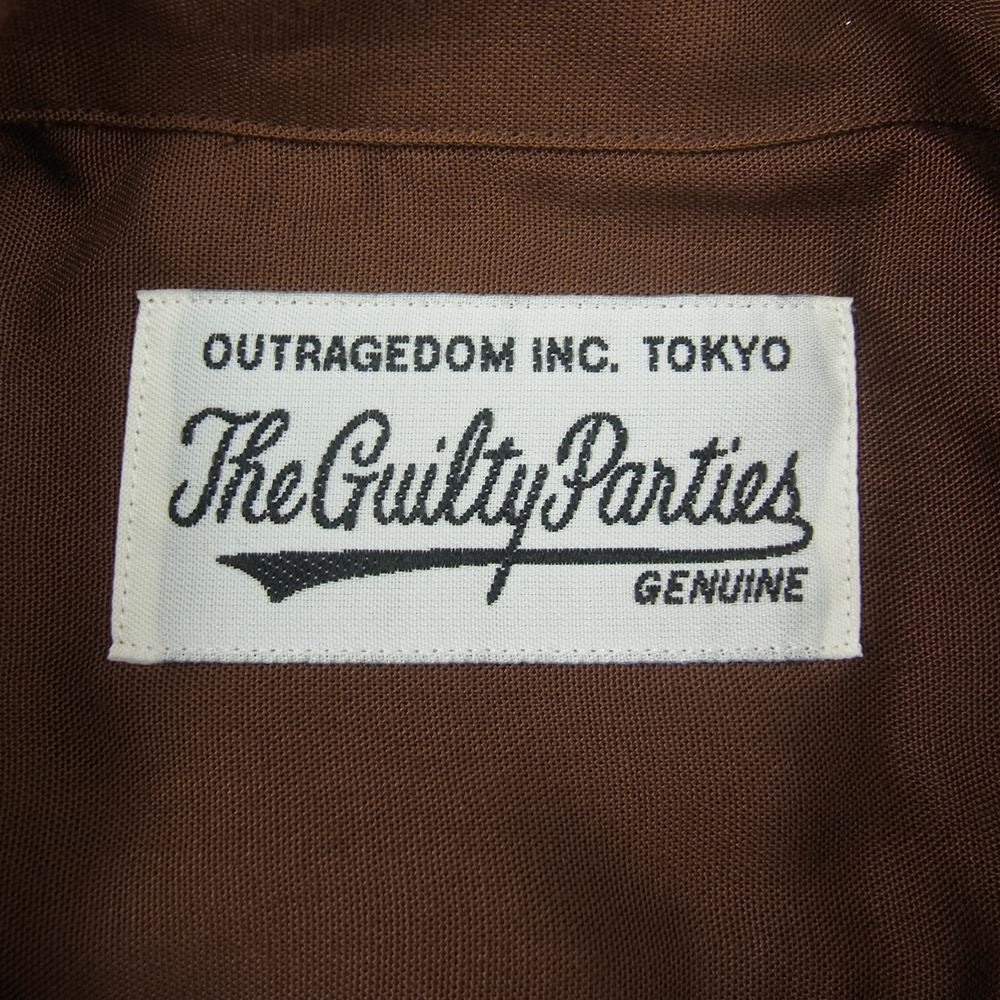 OUTRAGEDOM INC. TOKYO
The Guilty Parties
GENUINE